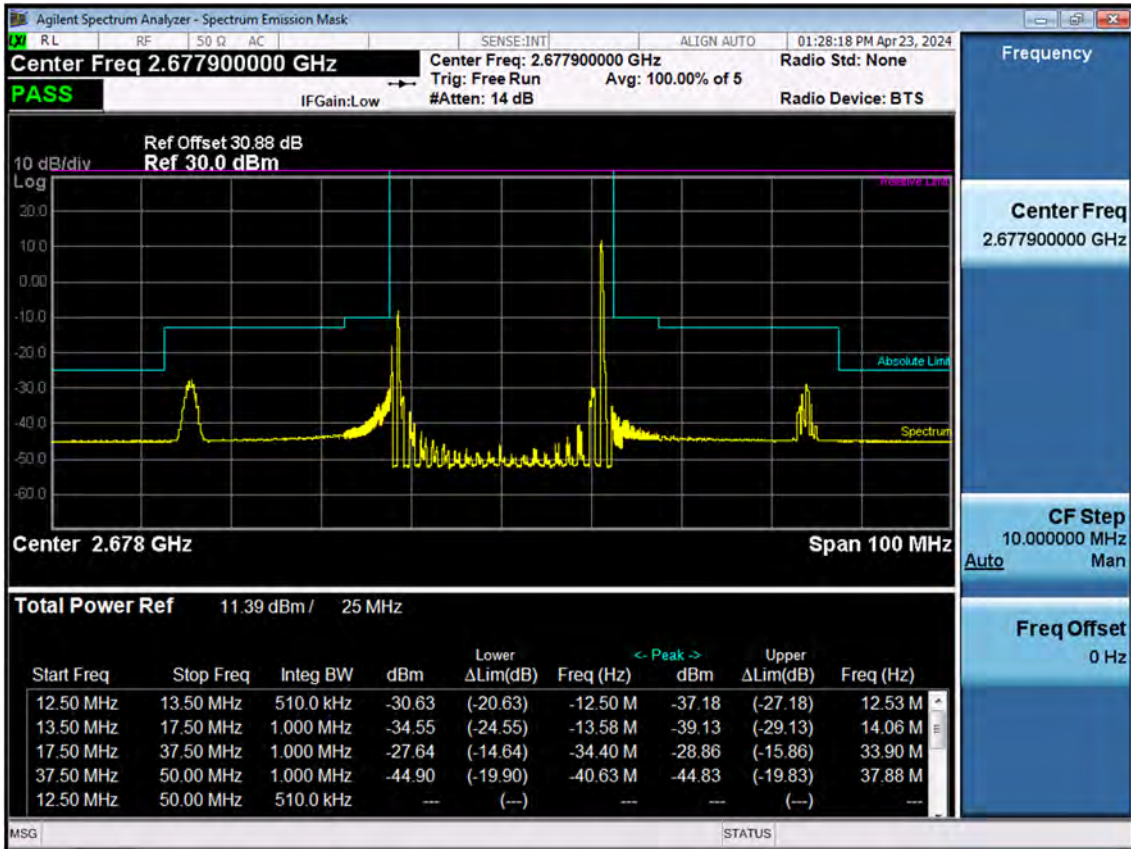 Agilent Spectrum Analyzer - Spectrum Emission Mask
LXI RL RF 50 Ω AC SENSE:INT ALIGN AUTO 01:28:18 PM Apr 23, 2024
Center Freq 2.677900000 GHz
Center Freq: 2.677900000 GHz
Radio Std: None
Trig: Free Run Avg: 100.00% of 5
PASS
IFGain:Low
#Atten: 14 dB
Radio Device: BTS
Ref Offset 30.88 dB
10 dB/div Ref 30.0 dBm
Log
Relative Limit
20.0
10.0
0.00
-10.0
-20.0
Absolute Limit
-30.0
-40.0
Spectrum
-50.0
-60.0
Center 2.678 GHz Span 100 MHz
Total Power Ref 11.39 dBm / 25 MHz
Lower <- Peak -> Upper
Start Freq Stop Freq Integ BW dBm ΔLim(dB) Freq (Hz) dBm ΔLim(dB) Freq (Hz)
12.50 MHz 13.50 MHz 510.0 kHz -30.63 (-20.63) -12.50 M -37.18 (-27.18) 12.53 M
13.50 MHz 17.50 MHz 1.000 MHz -34.55 (-24.55) -13.58 M -39.13 (-29.13) 14.06 M
17.50 MHz 37.50 MHz 1.000 MHz -27.64 (-14.64) -34.40 M -28.86 (-15.86) 33.90 M
37.50 MHz 50.00 MHz 1.000 MHz -44.90 (-19.90) -40.63 M -44.83 (-19.83) 37.88 M
12.50 MHz 50.00 MHz 510.0 kHz --- (---) --- --- (---) ---
MSG STATUS
Frequency
Center Freq
2.677900000 GHz
CF Step
10.000000 MHz
Auto Man
Freq Offset
0 Hz